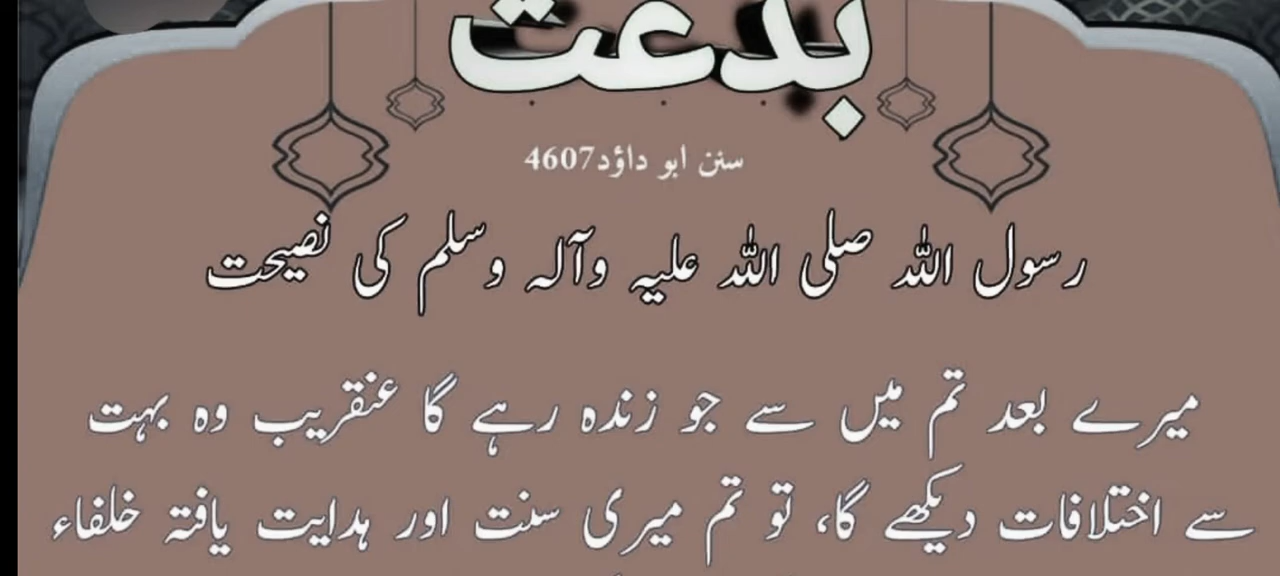 بدعت
سنن ابو داؤد4607
رسول اللہ صلی اللہ علیہ وآلہ وسلم کی نصیحت
میرے بعد تم میں سے جو زندہ رہے گا عنقریب وہ بہت
سے اختلافات دیکھے گا، تو تم میری سنت اور ہدایت یافتہ خلفاء